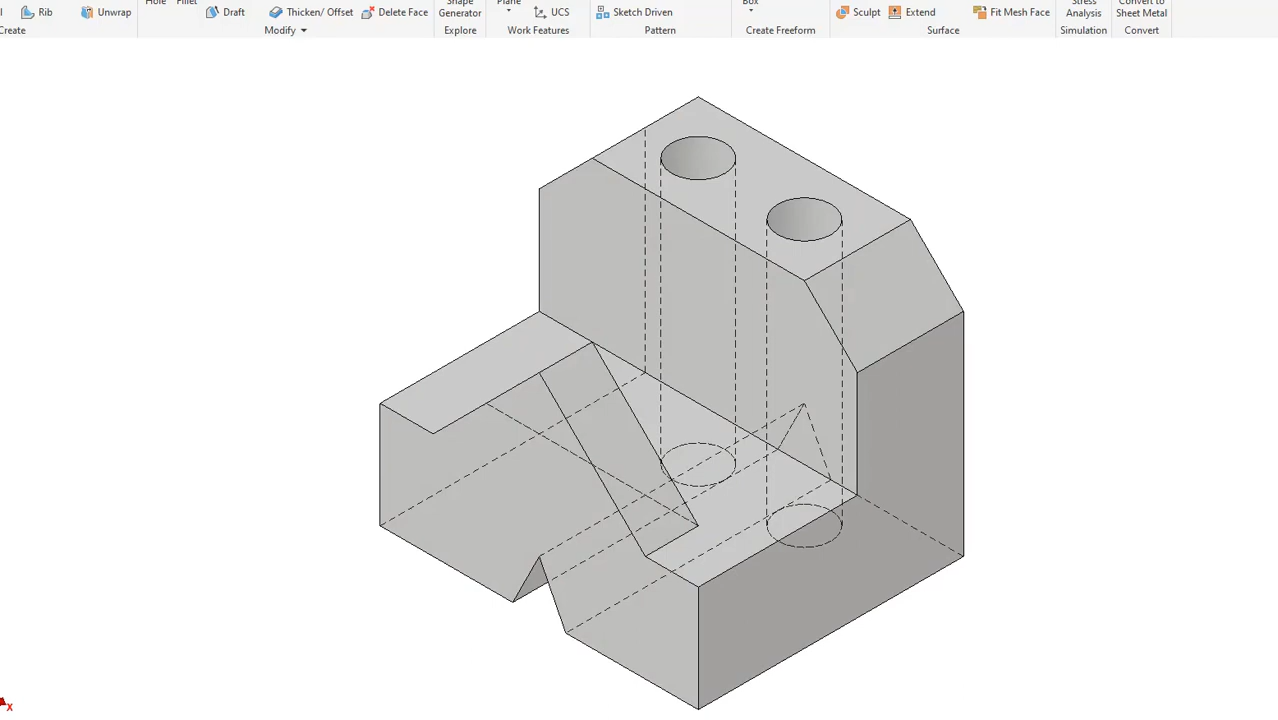 Hole Fillet
Shape
Plane
Box
Stress
Convert to
Rib
Unwrap
Draft
Thicken/ Offset
Delete Face
Generator
UCS
Sketch Driven
Sculpt
Extend
Fit Mesh Face
Analysis
Sheet Metal
Create
Modify
Explore
Work Features
Pattern
Create Freeform
Surface
Simulation
Convert
x